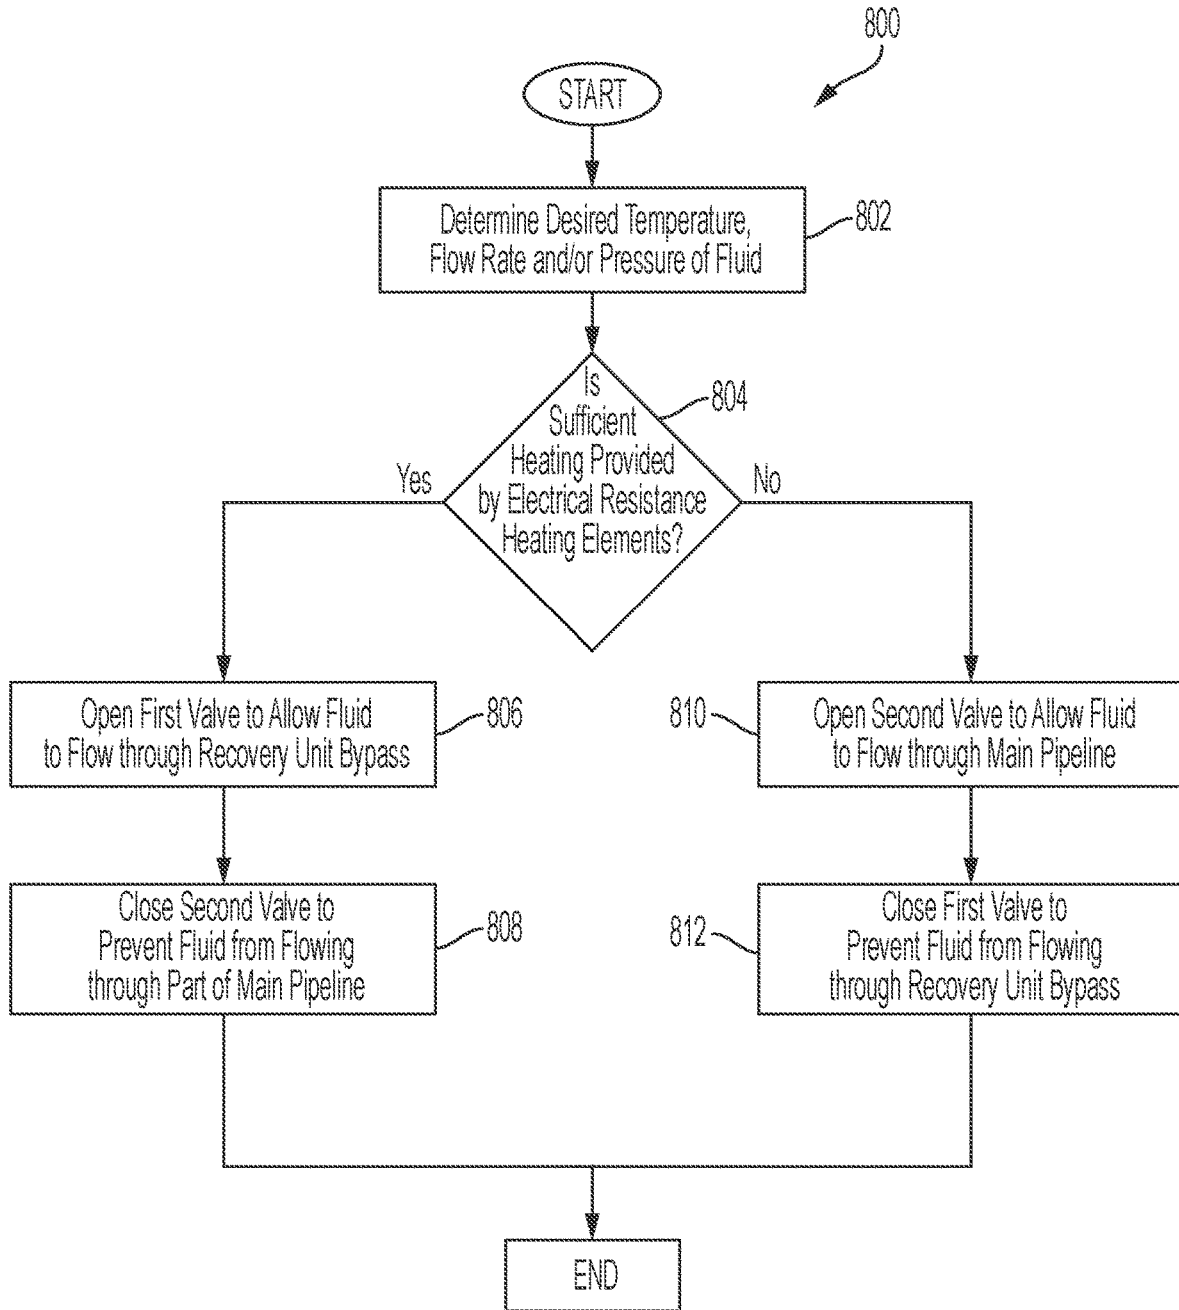 800
START
Determine Desired Temperature,
Flow Rate and/or Pressure of Fluid
802
Is
Sufficient
Heating Provided
by Electrical Resistance
Heating Elements?
804
Yes
No
Open First Valve to Allow Fluid
to Flow through Recovery Unit Bypass
806
810
Open Second Valve to Allow Fluid
to Flow through Main Pipeline
Close Second Valve to
Prevent Fluid from Flowing
through Part of Main Pipeline
808
812
Close First Valve to
Prevent Fluid from Flowing
through Recovery Unit Bypass
END